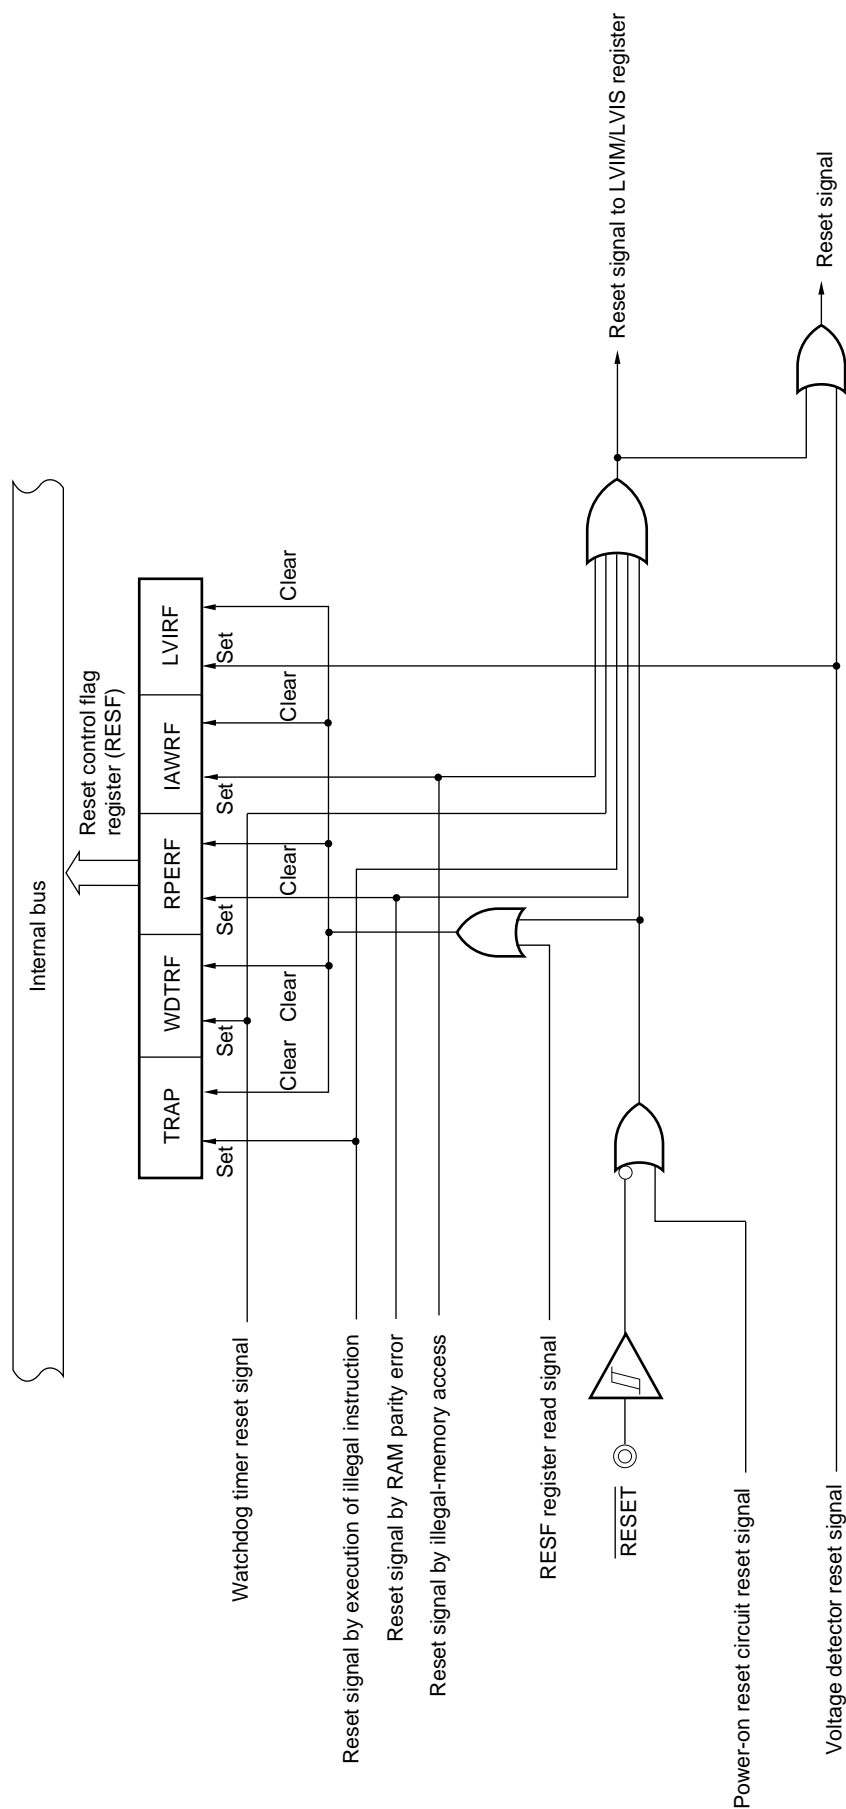 Internal bus
Reset control flag
register (RESF)
TRAP
WDTRF
RPERF
IAWRF
LVIRF
Set
Clear
Set
Clear
Set
Clear
Set
Clear
Set
Clear
Watchdog timer reset signal
Reset signal by execution of illegal instruction
Reset signal by RAM parity error
Reset signal by illegal-memory access
RESF register read signal
RESET
Power-on reset circuit reset signal
Voltage detector reset signal
Reset signal to LVIM/LVIS register
Reset signal